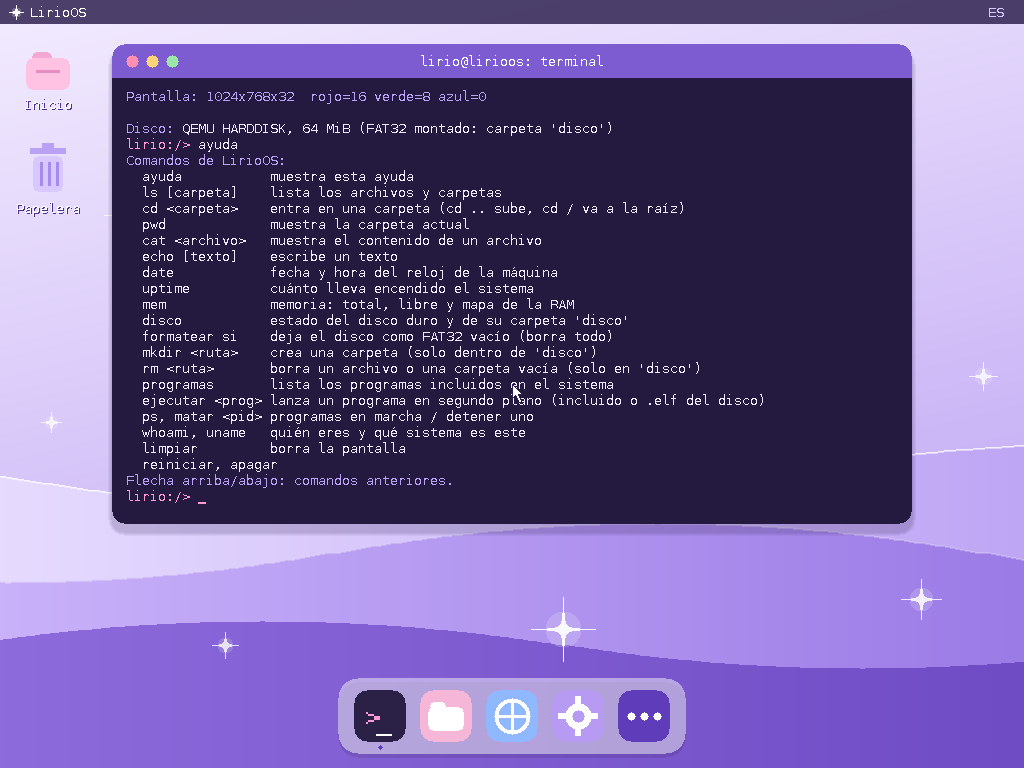 LirioOS
ES
Inicio
Papelera
lirio@lirioos: terminal
Pantalla: 1024x768x32  rojo=16 verde=8 azul=0
Disco: QEMU HARDDISK, 64 MiB (FAT32 montado: carpeta 'disco')
lirio:/> ayuda
Comandos de LirioOS:
ayuda           muestra esta ayuda
ls [carpeta]    lista los archivos y carpetas
cd <carpeta>    entra en una carpeta (cd .. sube, cd / va a la raíz)
pwd             muestra la carpeta actual
cat <archivo>   muestra el contenido de un archivo
echo [texto]    escribe un texto
date            fecha y hora del reloj de la máquina
uptime          cuánto lleva encendido el sistema
mem             memoria: total, libre y mapa de la RAM
disco           estado del disco duro y de su carpeta 'disco'
formatear si    deja el disco como FAT32 vacío (borra todo)
mkdir <ruta>    crea una carpeta (solo dentro de 'disco')
rm <ruta>       borra un archivo o una carpeta vacía (solo en 'disco')
programas       lista los programas incluidos en el sistema
ejecutar <prog> lanza un programa en segundo plano (incluido o .elf del disco)
ps, matar <pid> programas en marcha / detener uno
whoami, uname   quién eres y qué sistema es este
limpiar         borra la pantalla
reiniciar, apagar
Flecha arriba/abajo: comandos anteriores.
lirio:/> _
>_